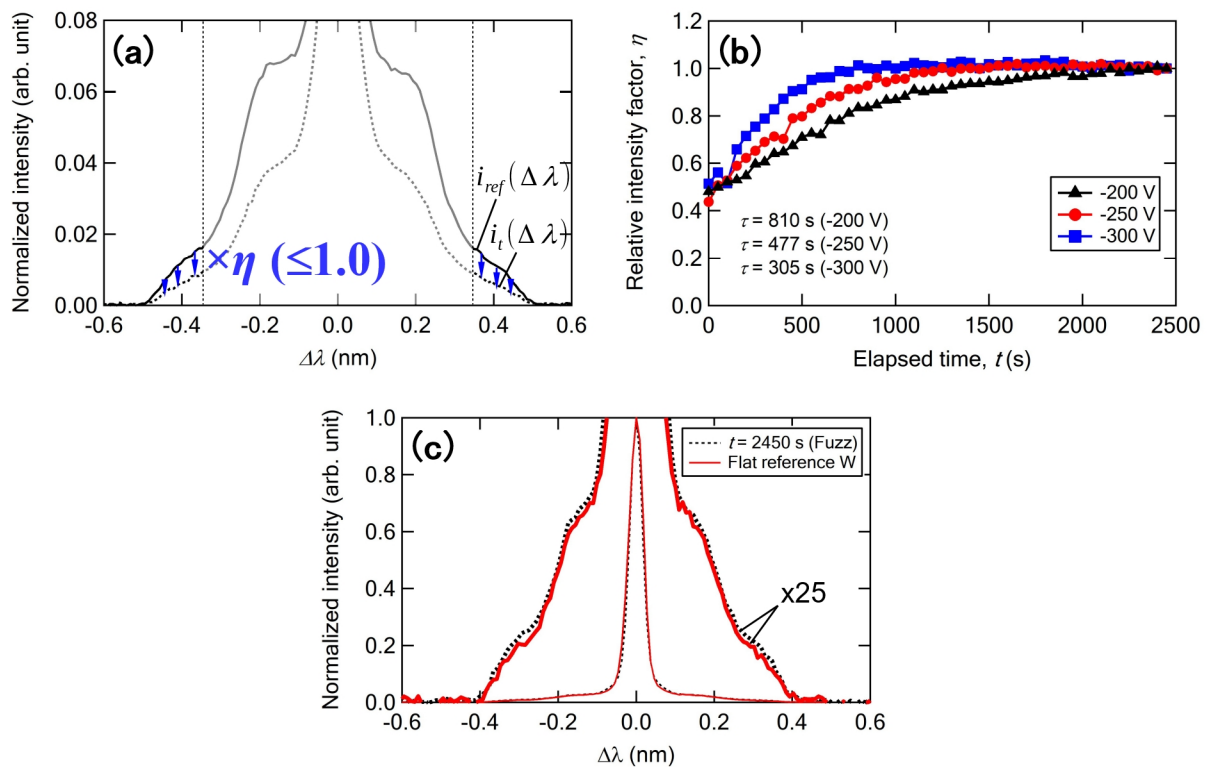 (a)
Normalized intensity (arb. unit)
0.08
0.06
0.04
0.02
0.00
i_ref(Δλ)
i_t(Δλ)
×η (≤1.0)
-0.6 -0.4 -0.2 0.0 0.2 0.4 0.6
Δλ (nm)
(b)
Relative intensity factor, η
1.2
1.0
0.8
0.6
0.4
0.2
0.0
τ = 810 s (-200 V)
τ = 477 s (-250 V)
τ = 305 s (-300 V)
-200 V
-250 V
-300 V
0 500 1000 1500 2000 2500
Elapsed time, t (s)
(c)
Normalized intensity (arb. unit)
1.0
0.8
0.6
0.4
0.2
0.0
t = 2450 s (Fuzz)
Flat reference W
x25
-0.6 -0.4 -0.2 0.0 0.2 0.4 0.6
Δλ (nm)